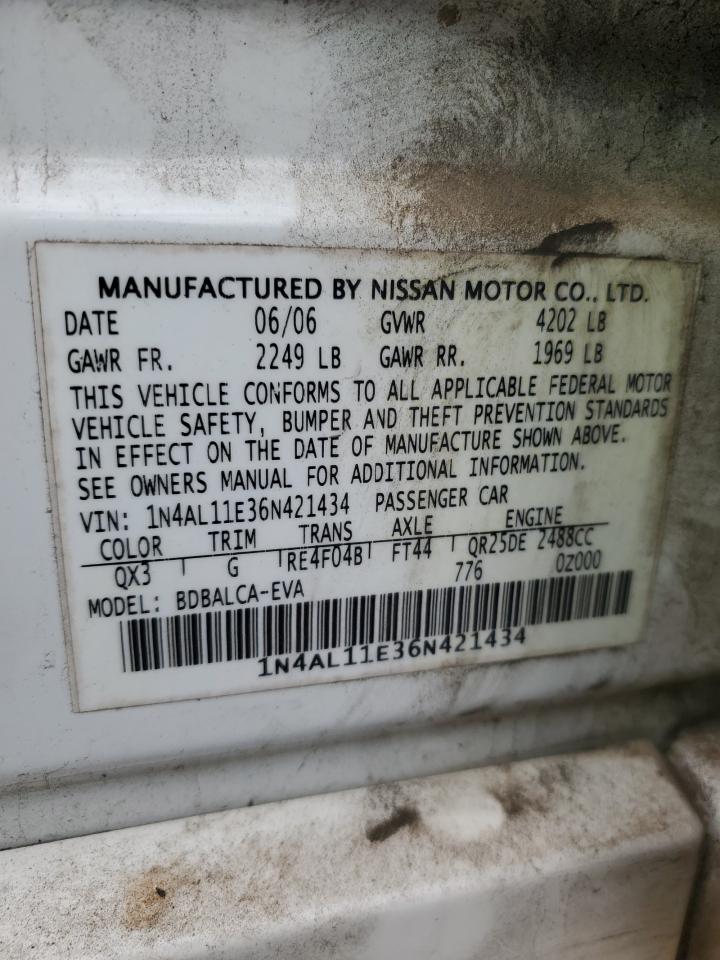 MANUFACTURED BY NISSAN MOTOR CO., LTD.
DATE 06/06 GVWR 4202 LB
GAWR FR. 2249 LB GAWR RR. 1969 LB
THIS VEHICLE CONFORMS TO ALL APPLICABLE FEDERAL MOTOR
VEHICLE SAFETY, BUMPER AND THEFT PREVENTION STANDARDS
IN EFFECT ON THE DATE OF MANUFACTURE SHOWN ABOVE.
SEE OWNERS MANUAL FOR ADDITIONAL INFORMATION.
VIN: 1N4AL11E36N421434 PASSENGER CAR
COLOR TRIM TRANS AXLE ENGINE
QX3 G RE4F04B FT44 QR25DE 2488CC
MODEL: BDBALCA-EVA 776 0Z000
1N4AL11E36N421434